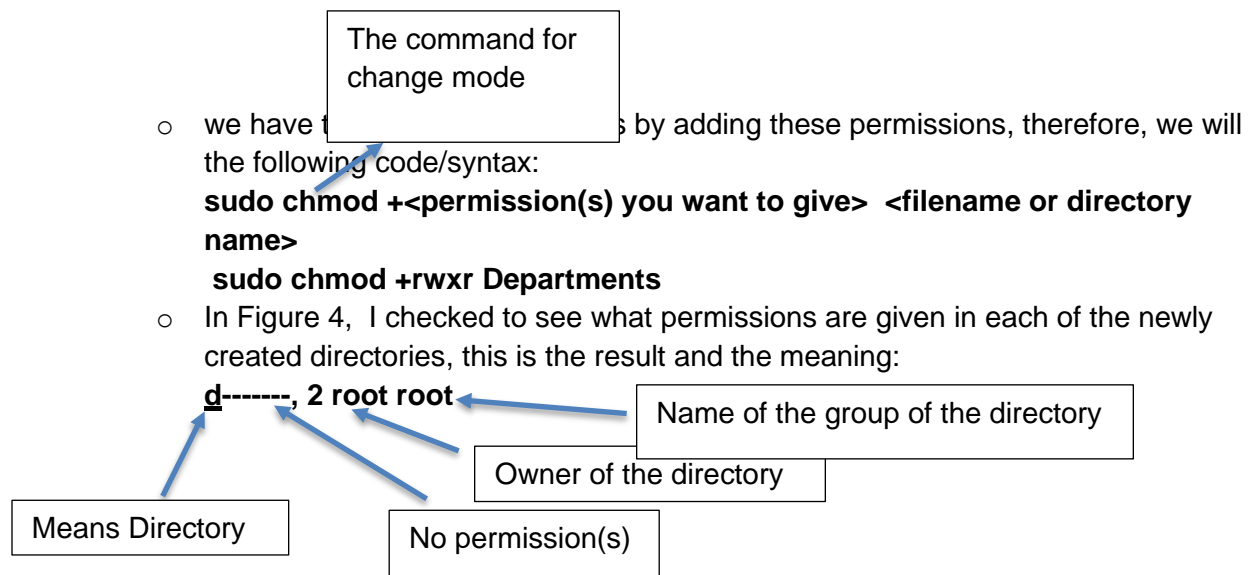 The command for
change mode
o we have t s by adding these permissions, therefore, we will
the following code/syntax:
sudo chmod +<permission(s) you want to give> <filename or directory
name>
sudo chmod +rwxr Departments
o In Figure 4, I checked to see what permissions are given in each of the newly
created directories, this is the result and the meaning:
d-------, 2 root root
Name of the group of the directory
Owner of the directory
Means Directory
No permission(s)